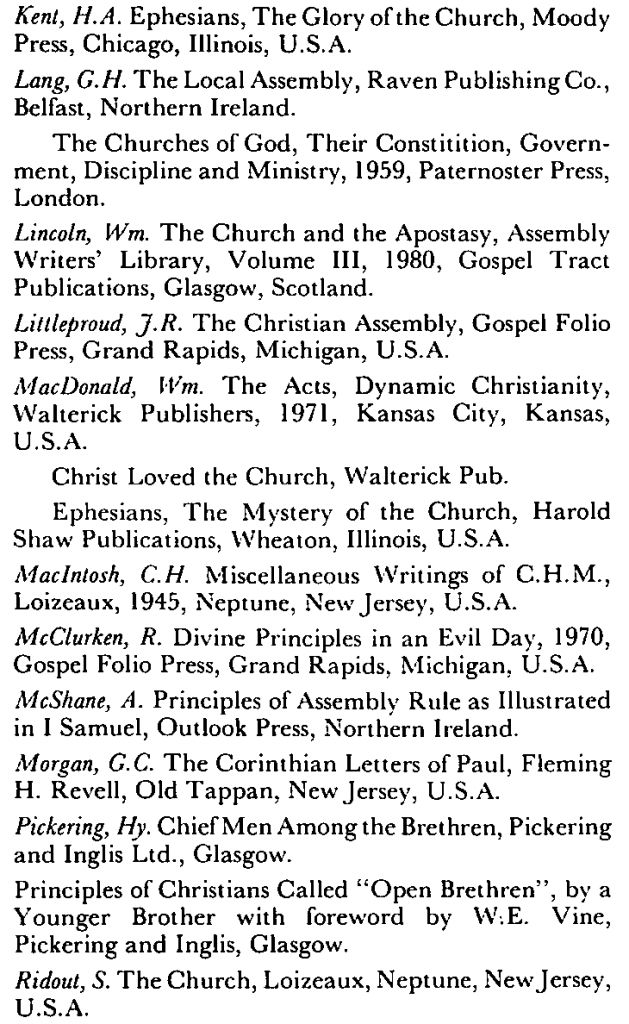 Kent, H.A. Ephesians, The Glory of the Church, Moody
Press, Chicago, Illinois, U.S.A.
Lang, G.H. The Local Assembly, Raven Publishing Co.,
Belfast, Northern Ireland.
The Churches of God, Their Constitition, Govern-
ment, Discipline and Ministry, 1959, Paternoster Press,
London.
Lincoln, Wm. The Church and the Apostasy, Assembly
Writers' Library, Volume III, 1980, Gospel Tract
Publications, Glasgow, Scotland.
Littleproud, J.R. The Christian Assembly, Gospel Folio
Press, Grand Rapids, Michigan, U.S.A.
MacDonald, Wm. The Acts, Dynamic Christianity,
Walterick Publishers, 1971, Kansas City, Kansas,
U.S.A.
Christ Loved the Church, Walterick Pub.
Ephesians, The Mystery of the Church, Harold
Shaw Publications, Wheaton, Illinois, U.S.A.
MacIntosh, C.H. Miscellaneous Writings of C.H.M.,
Loizeaux, 1945, Neptune, New Jersey, U.S.A.
McClurken, R. Divine Principles in an Evil Day, 1970,
Gospel Folio Press, Grand Rapids, Michigan, U.S.A.
McShane, A. Principles of Assembly Rule as Illustrated
in I Samuel, Outlook Press, Northern Ireland.
Morgan, G.C. The Corinthian Letters of Paul, Fleming
H. Revell, Old Tappan, New Jersey, U.S.A.
Pickering, Hy. Chief Men Among the Brethren, Pickering
and Inglis Ltd., Glasgow.
Principles of Christians Called "Open Brethren", by a
Younger Brother with foreword by W.E. Vine,
Pickering and Inglis, Glasgow.
Ridout, S. The Church, Loizeaux, Neptune, New Jersey,
U.S.A.